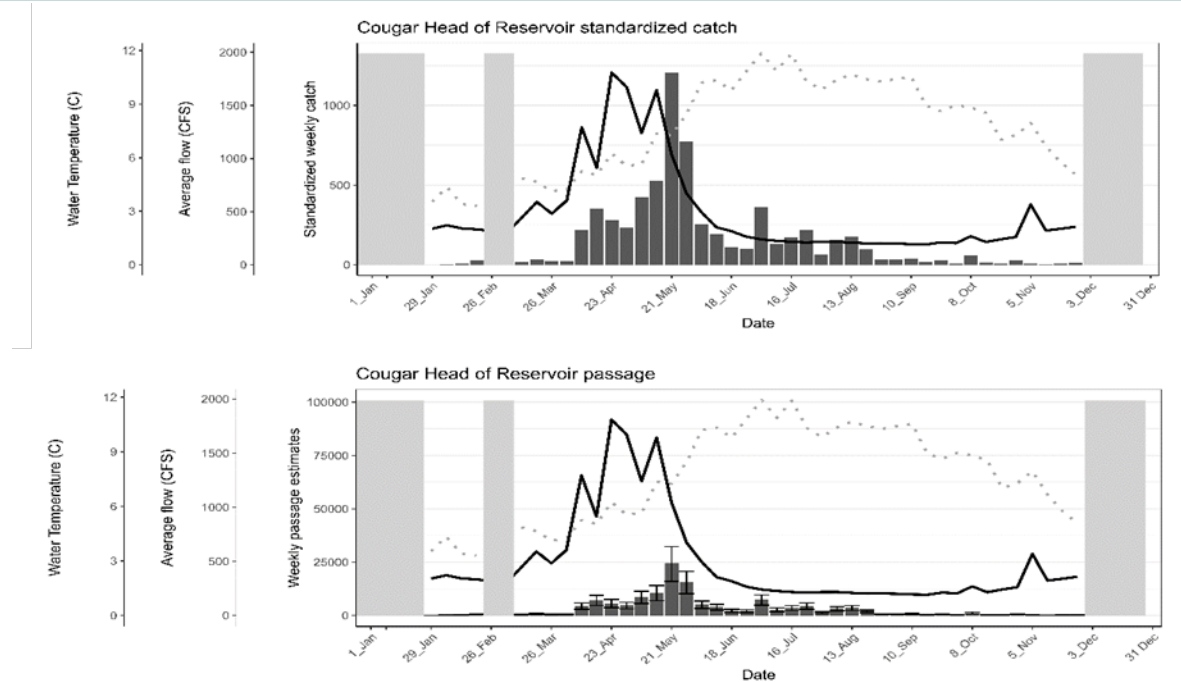 Cougar Head of Reservoir standardized catch
Water Temperature (C)
12
9
6
3
0
Average flow (CFS)
2000
1500
1000
500
0
Standardized weekly catch
1000
500
0
1_Jan
29_Jan
26_Feb
26_Mar
23_Apr
21_May
18_Jun
16_Jul
13_Aug
10_Sep
8_Oct
5_Nov
3_Dec
31 Dec
Date
Cougar Head of Reservoir passage
Water Temperature (C)
12
9
6
3
0
Average flow (CFS)
2000
1500
1000
500
0
Weekly passage estimates
100000
75000
50000
25000
0
1_Jan
29_Jan
26_Feb
26_Mar
23_Apr
21_May
18_Jun
16_Jul
13_Aug
10_Sep
8_Oct
5_Nov
3_Dec
31 Dec
Date